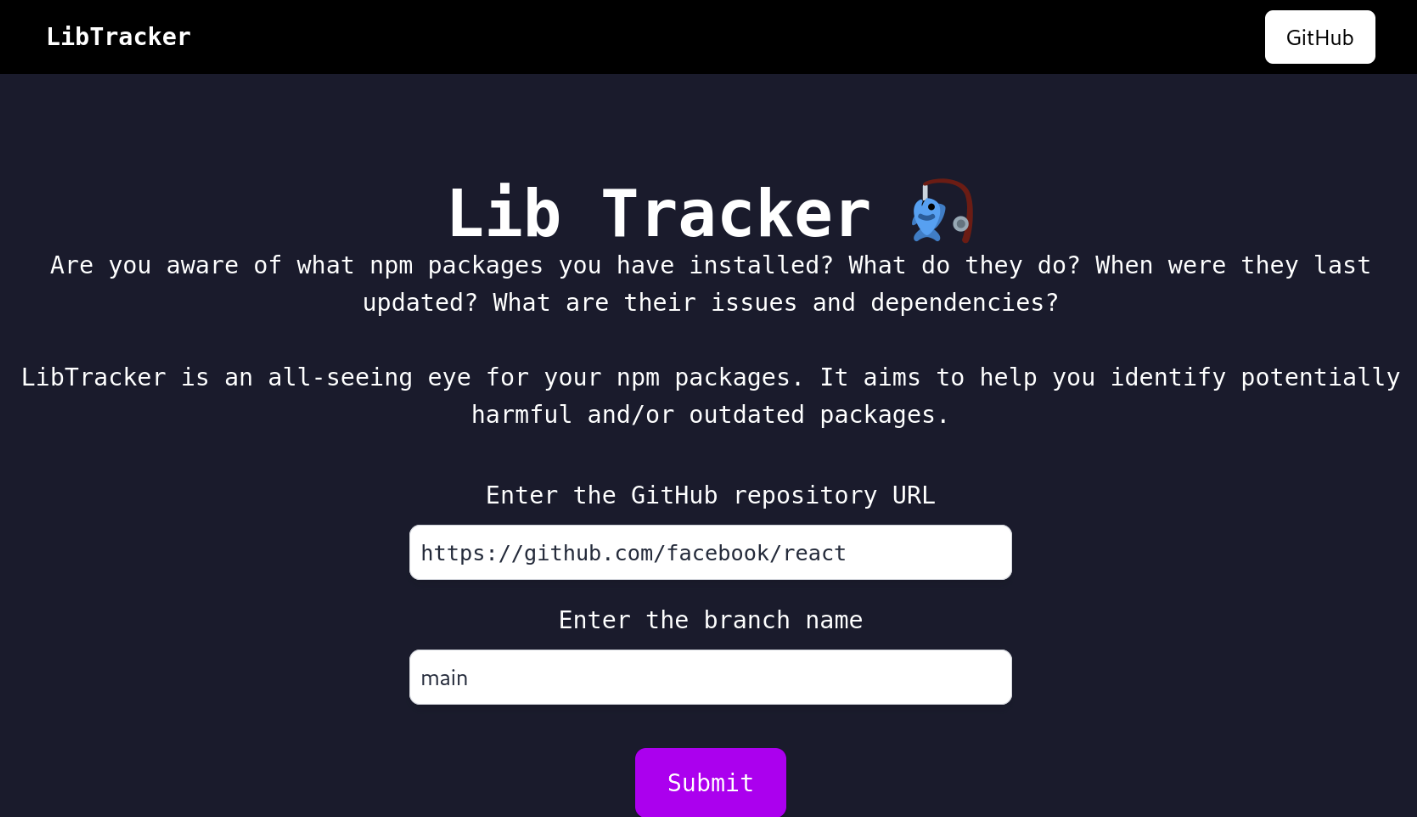 LibTracker
GitHub
Lib Tracker
Are you aware of what npm packages you have installed? What do they do? When were they last
updated? What are their issues and dependencies?
LibTracker is an all-seeing eye for your npm packages. It aims to help you identify potentially
harmful and/or outdated packages.
Enter the GitHub repository URL
https://github.com/facebook/react
Enter the branch name
main
Submit